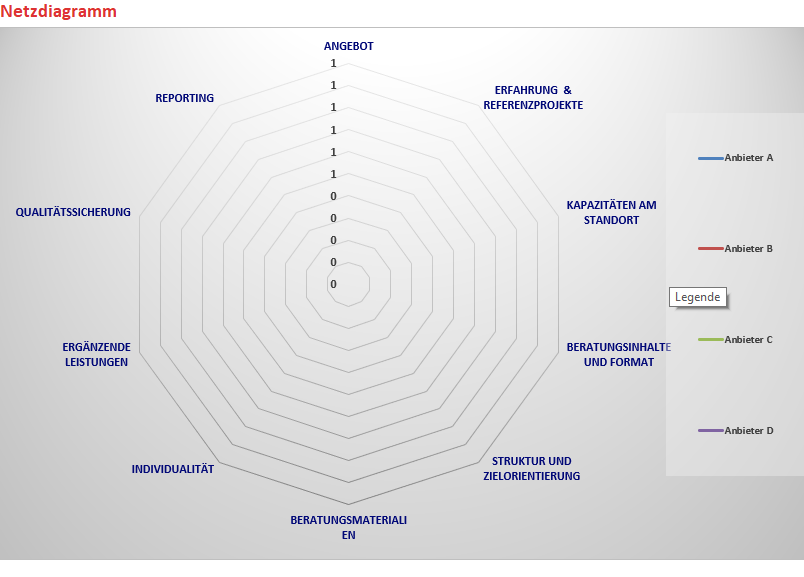 Netzdiagramm
ANGEBOT
ERFAHRUNG &
REFERENZPROJEKTE
KAPAZITÄTEN AM
STANDORT
BERATUNGSINHALTE
UND FORMAT
STRUKTUR UND
ZIELORIENTIERUNG
BERATUNGSMATERIALI
EN
INDIVIDUALITÄT
ERGÄNZENDE
LEISTUNGEN
QUALITÄTSSICHERUNG
REPORTING
1
1
1
1
1
1
0
0
0
0
0
Anbieter A
Anbieter B
Legende
Anbieter C
Anbieter D